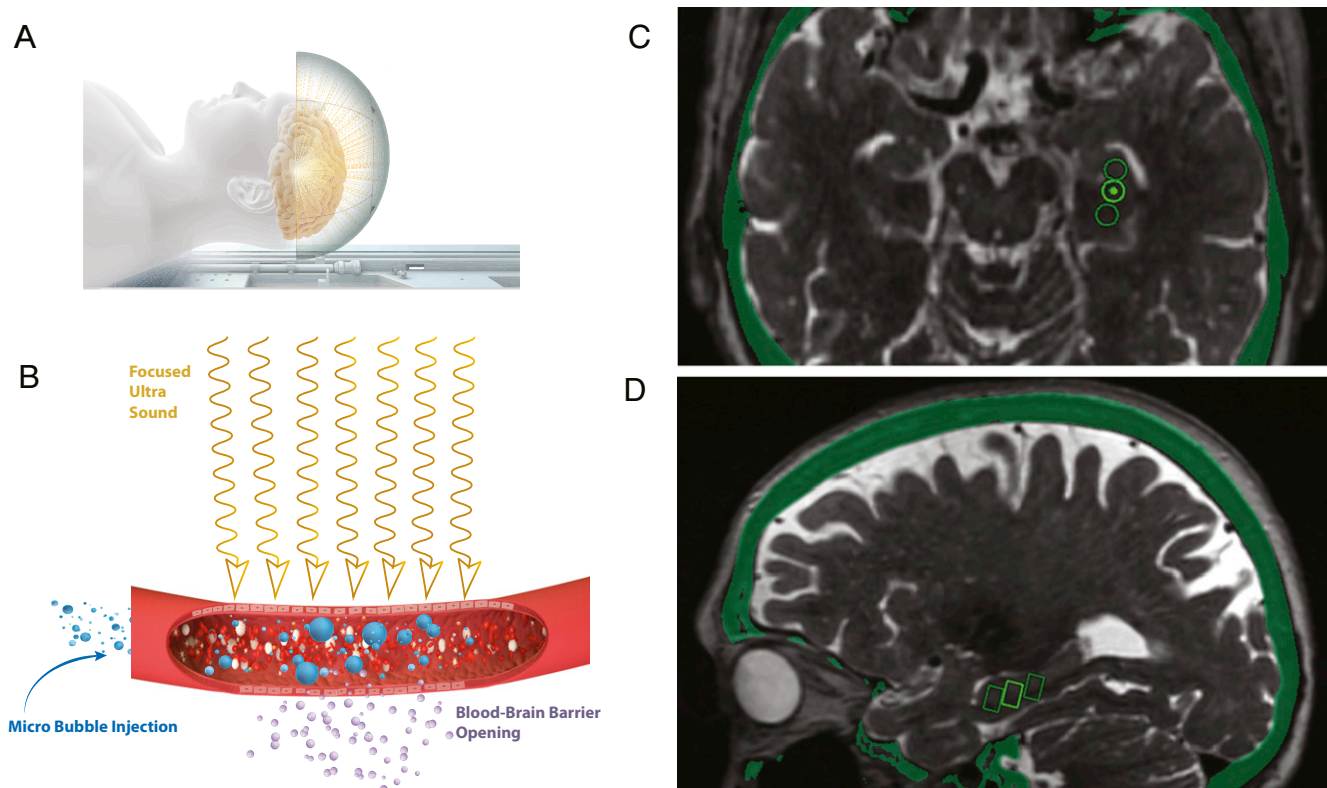 A
B
Focused
Ultra
Sound
Micro Bubble Injection
Blood-Brain Barrier
Opening
C
D